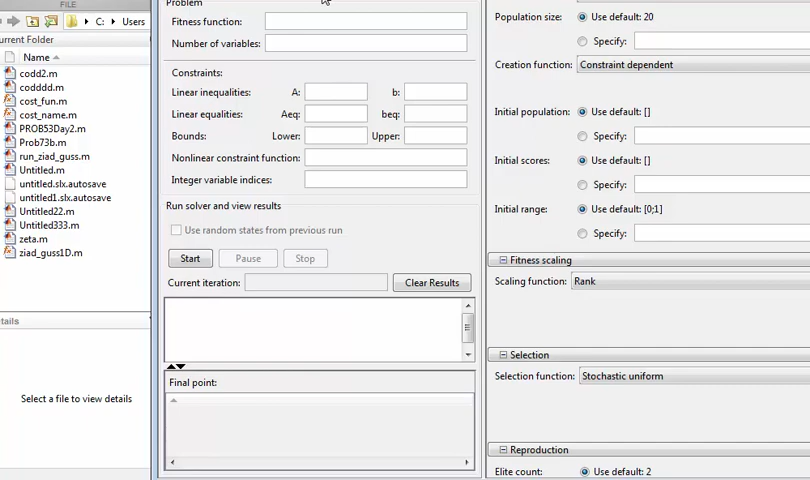 FILE
C: Users
urrent Folder
Name
codd2.m
coddd.m
cost_fun.m
cost_name.m
PROB53Day2.m
Prob73b.m
run_ziad_guss.m
Untitled.m
untitled.slx.autosave
untitled1.slx.autosave
Untitled22.m
Untitled333.m
zeta.m
ziad_guss1D.m
etails
Select a file to view details
Problem
Fitness function:
Number of variables:
Constraints:
Linear inequalities: A: b:
Linear equalities: Aeq: beq:
Bounds: Lower: Upper:
Nonlinear constraint function:
Integer variable indices:
Run solver and view results
Use random states from previous run
Start Pause Stop
Current iteration: Clear Results
Final point:
Population size: Use default: 20
Specify:
Creation function: Constraint dependent
Initial population: Use default: []
Specify:
Initial scores: Use default: []
Specify:
Initial range: Use default: [0;1]
Specify:
Fitness scaling
Scaling function: Rank
Selection
Selection function: Stochastic uniform
Reproduction
Elite count: Use default: 2